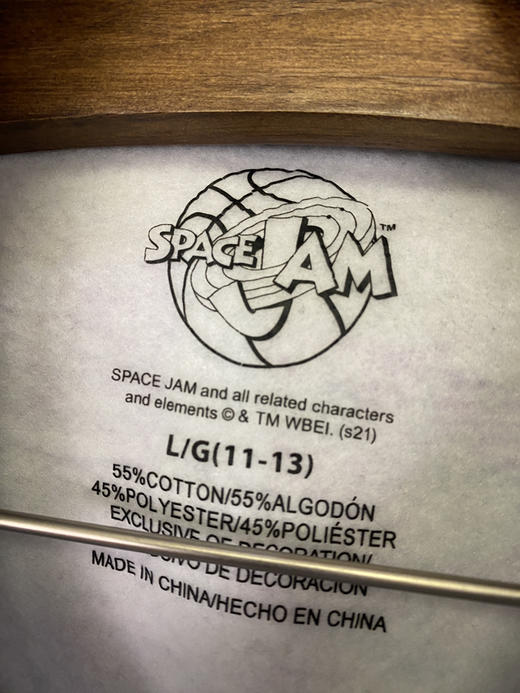 SPACE JAM™
SPACE JAM and all related characters
and elements © & TM WBEI. (s21)
L/G(11-13)
55%COTTON/55%ALGODÓN
45%POLYESTER/45%POLIÉSTER
EXCLUSIVE OF DECORATION/
DE DECORACIÓN
MADE IN CHINA/HECHO EN CHINA